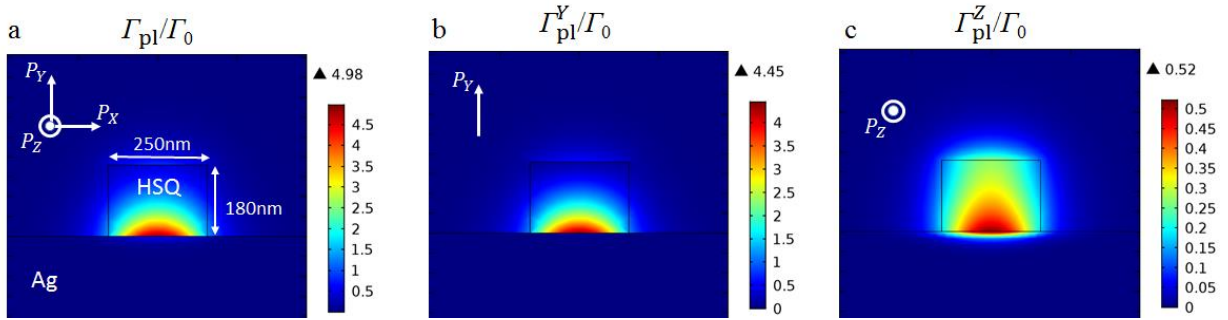 a
Γpl/Γ0
PY
PX
PZ
250nm
HSQ
180nm
Ag
▲ 4.98
4.5
4
3.5
3
2.5
2
1.5
1
0.5
b
Γ^Y_pl/Γ0
PY
▲ 4.45
4
3.5
3
2.5
2
1.5
1
0.5
0
c
Γ^Z_pl/Γ0
PZ
▲ 0.52
0.5
0.45
0.4
0.35
0.3
0.25
0.2
0.15
0.1
0.05
0